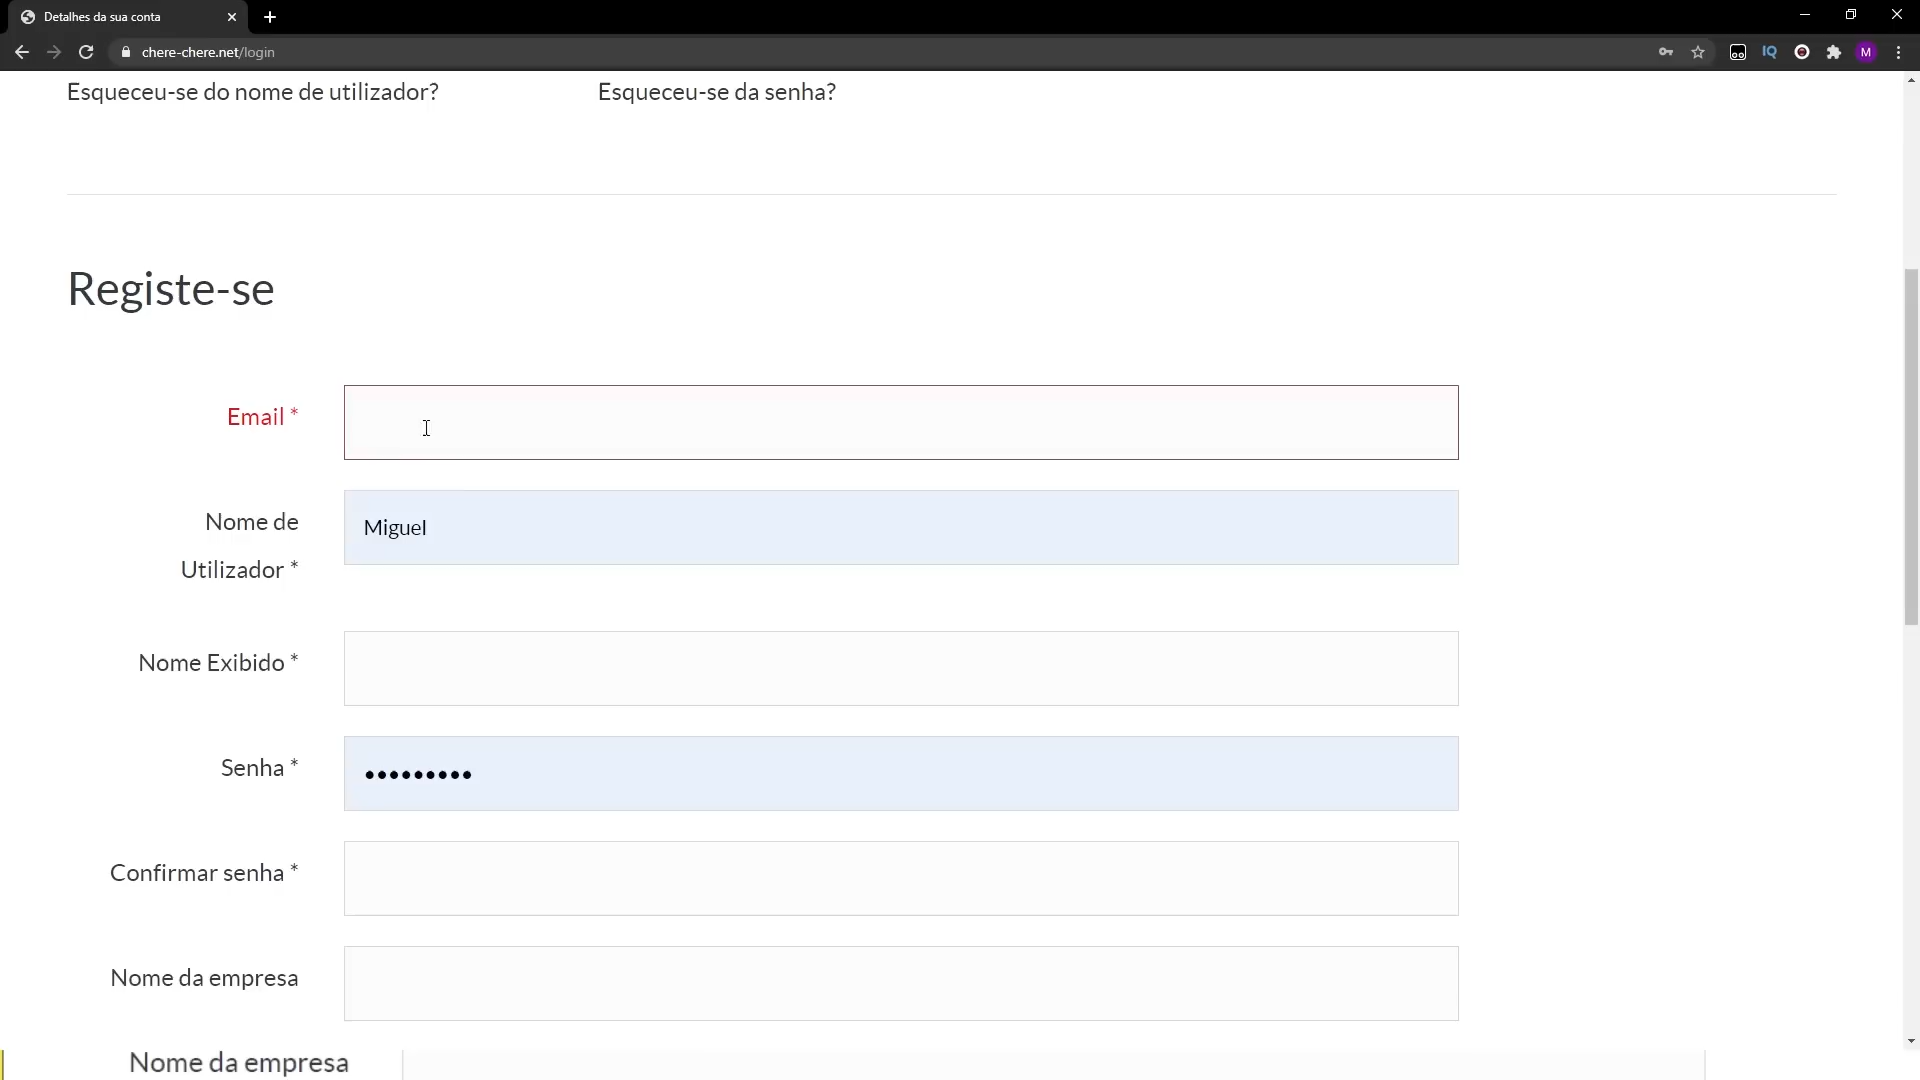 Detalhes da sua conta
chere-chere.net/login
IQ
M
Esqueceu-se do nome de utilizador? Esqueceu-se da senha?
Registe-se
Email *
Nome de
Utilizador *
Miguel
Nome Exibido *
Senha *
•••••••••
Confirmar senha *
Nome da empresa
Nome da empresa